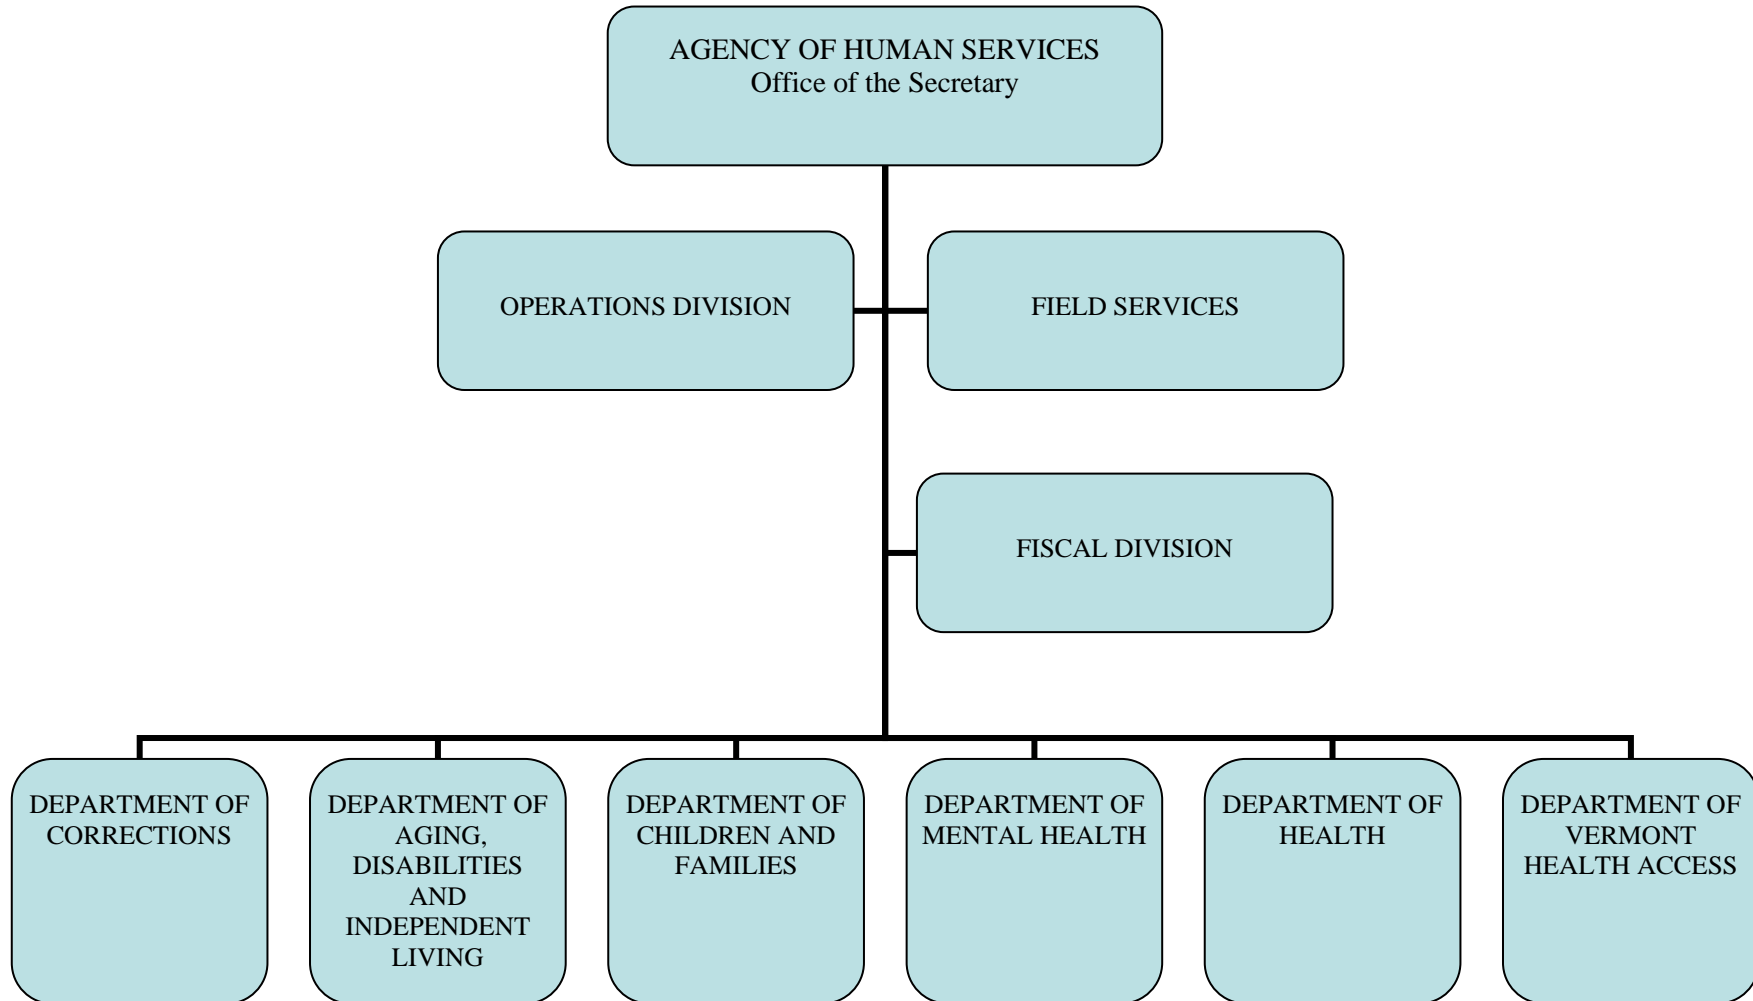 AGENCY OF HUMAN SERVICES
Office of the Secretary
OPERATIONS DIVISION
FIELD SERVICES
FISCAL DIVISION
DEPARTMENT OF
CORRECTIONS
DEPARTMENT OF
AGING,
DISABILITIES
AND
INDEPENDENT
LIVING
DEPARTMENT OF
CHILDREN AND
FAMILIES
DEPARTMENT OF
MENTAL HEALTH
DEPARTMENT OF
HEALTH
DEPARTMENT OF
VERMONT
HEALTH ACCESS